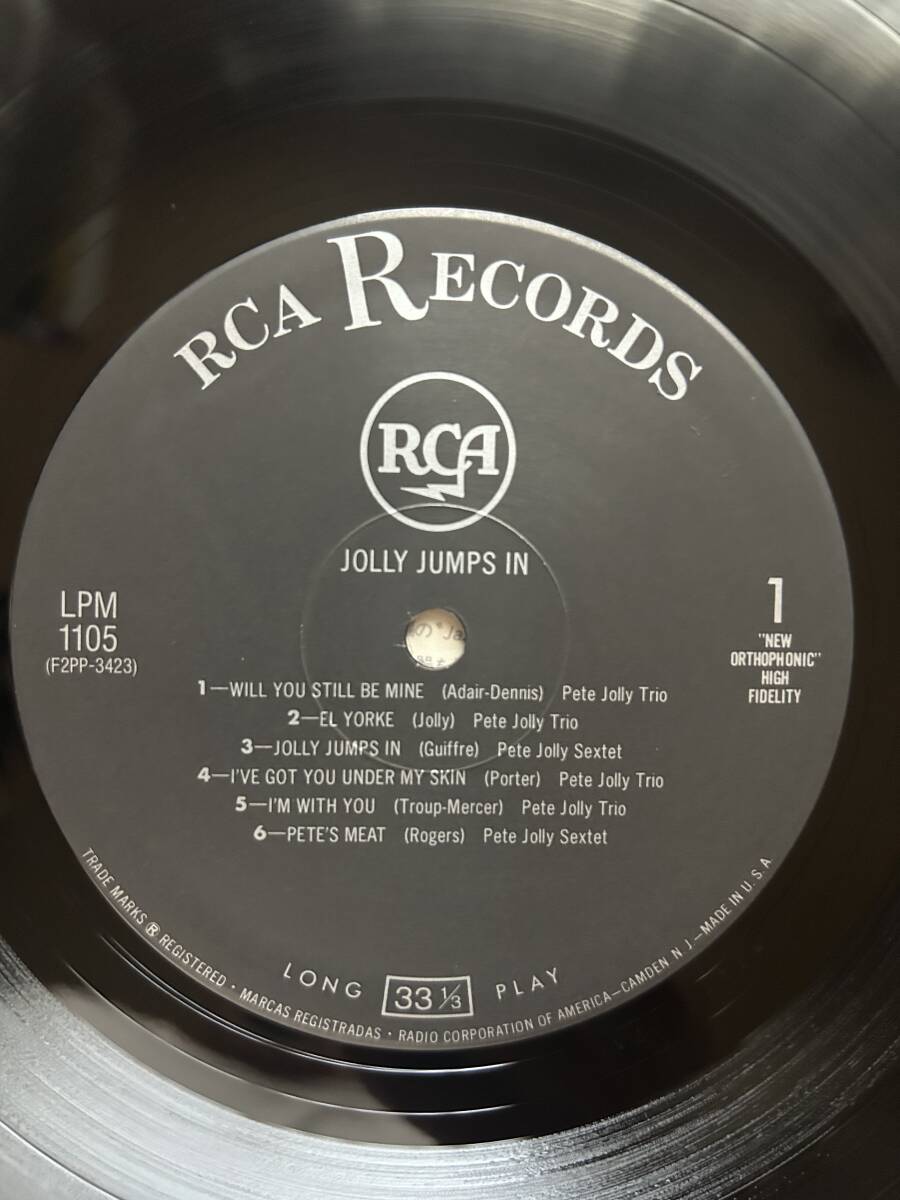 RCA RECORDS
RCA
JOLLY JUMPS IN
LPM
1105
(F2PP-3423)
1
"NEW
ORTHOPHONIC"
HIGH
FIDELITY
1—WILL YOU STILL BE MINE (Adair-Dennis) Pete Jolly Trio
2—EL YORKE (Jolly) Pete Jolly Trio
3—JOLLY JUMPS IN (Guiffre) Pete Jolly Sextet
4—I'VE GOT YOU UNDER MY SKIN (Porter) Pete Jolly Trio
5—I'M WITH YOU (Troup-Mercer) Pete Jolly Trio
6—PETE'S MEAT (Rogers) Pete Jolly Sextet
LONG 33 1/3 PLAY
TRADE MARKS ® REGISTERED · MARCAS REGISTRADAS · RADIO CORPORATION OF AMERICA—CAMDEN N J—MADE IN U.S.A